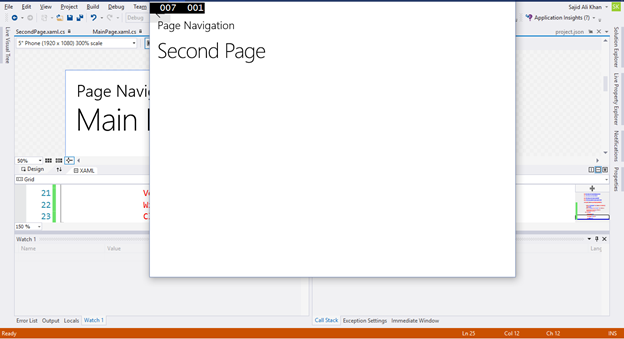 File Edit View Project Build Debug Team
Sajid Ali Khan
Debug
Application Insights (?)
SecondPage.xaml.cs MainPage.xaml.cs
project.json
5" Phone (1920 x 1080) 300% scale
Live Visual Tree
007 001
Page Navigation
Second Page
Page Navi
Main
Solution Explorer
Live Property Explorer
Notifications
Properties
50%
Design XAML
Grid
21
22 W
23 C
150 %
Watch 1
Name Value Lang
Error List Output Locals Watch 1
Call Stack Exception Settings Immediate Window
Ready Ln 25 Col 12 Ch 12 INS